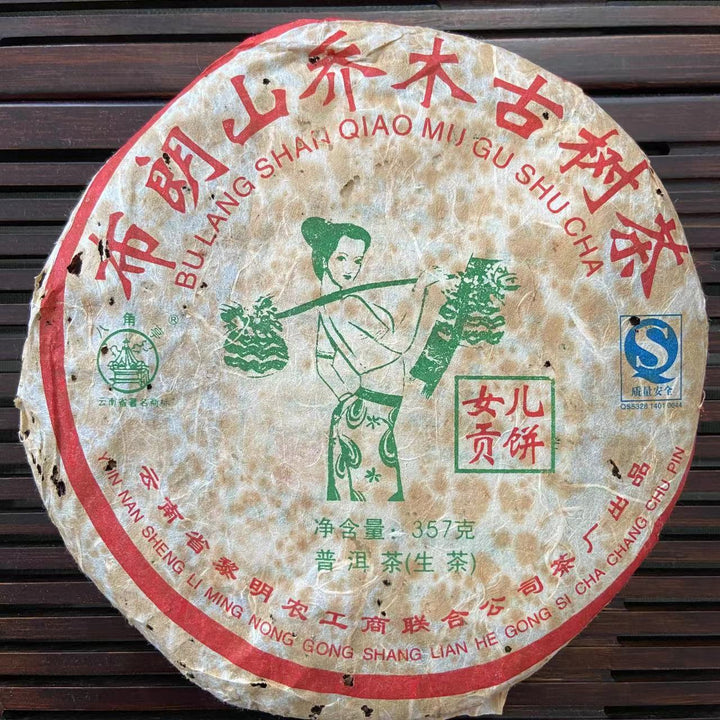 布朗山乔木古树茶
BU LANG SHAN QIAO MU GU SHU CHA
八角亭®
云南省著名商标
质量安全
QS5328 1401 0044
女儿
贡饼
净含量：357克
普洱茶(生茶)
云南省黎明农工商联合公司茶厂出品
YUN NAN SHENG LI MING NONG GONG SHANG LIAN HE GONG SI CHA CHANG CHU PIN